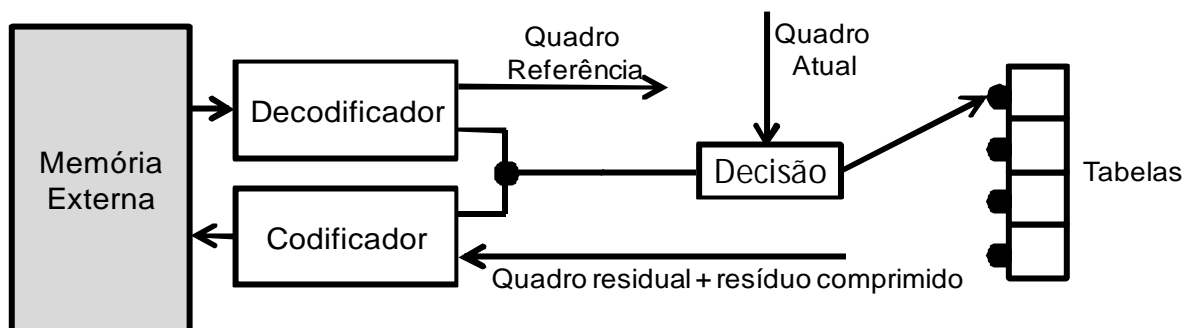 Memória
Externa
Decodificador
Codificador
Quadro
Referência
Quadro
Atual
Decisão
Tabelas
Quadro residual + resíduo comprimido